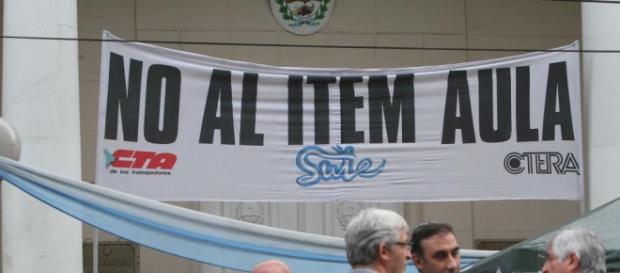 NO AL ITEM AULA
CTA
de los trabajadores
Sute
CTERA